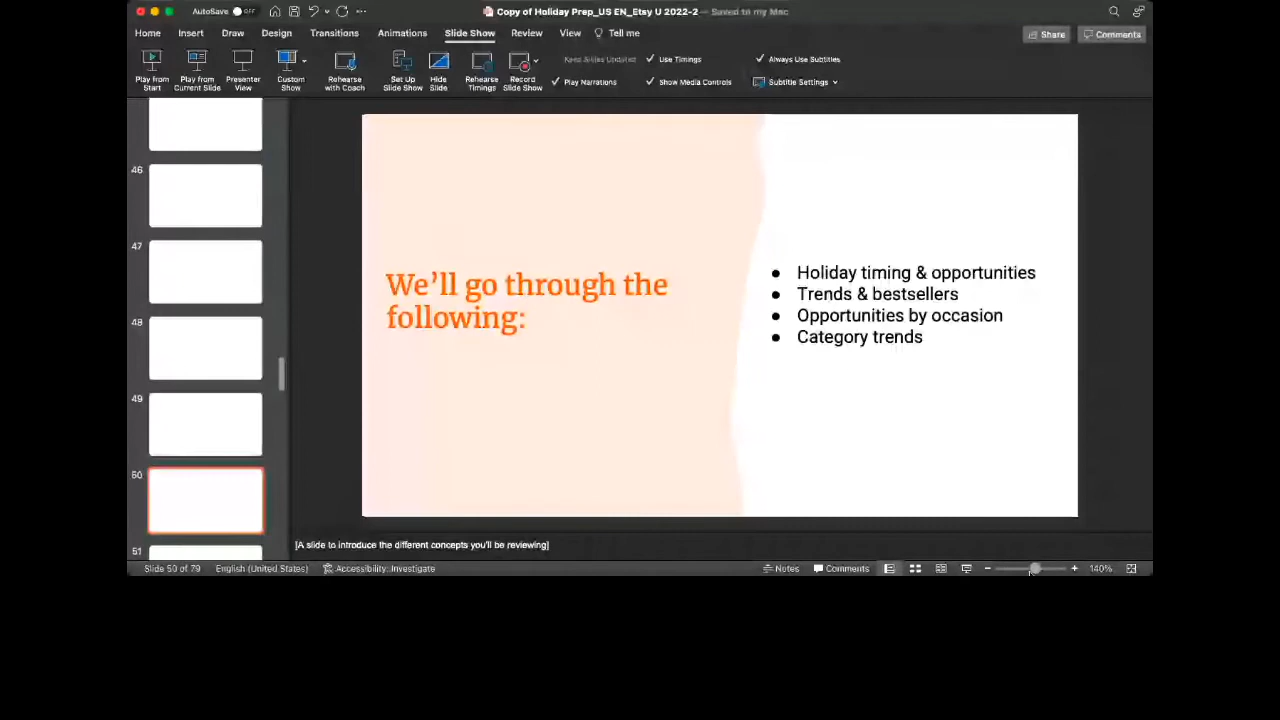 AutoSave OFF
Copy of Holiday Prep_US EN_Etsy U 2022-2 — Saved to my Mac
Home Insert Draw Design Transitions Animations Slide Show Review View Tell me
Share Comments
Play from Start
Play from Current Slide
Presenter View
Custom Show
Rehearse with Coach
Set Up Slide Show
Hide Slide
Rehearse Timings
Record Slide Show
Keep Slides Updated
Play Narrations
Use Timings
Show Media Controls
Always Use Subtitles
Subtitle Settings
46
47
48
49
50
51
We’ll go through the
following:
● Holiday timing & opportunities
● Trends & bestsellers
● Opportunities by occasion
● Category trends
[A slide to introduce the different concepts you'll be reviewing]
Slide 50 of 79 English (United States) Accessibility: Investigate Notes Comments 140%